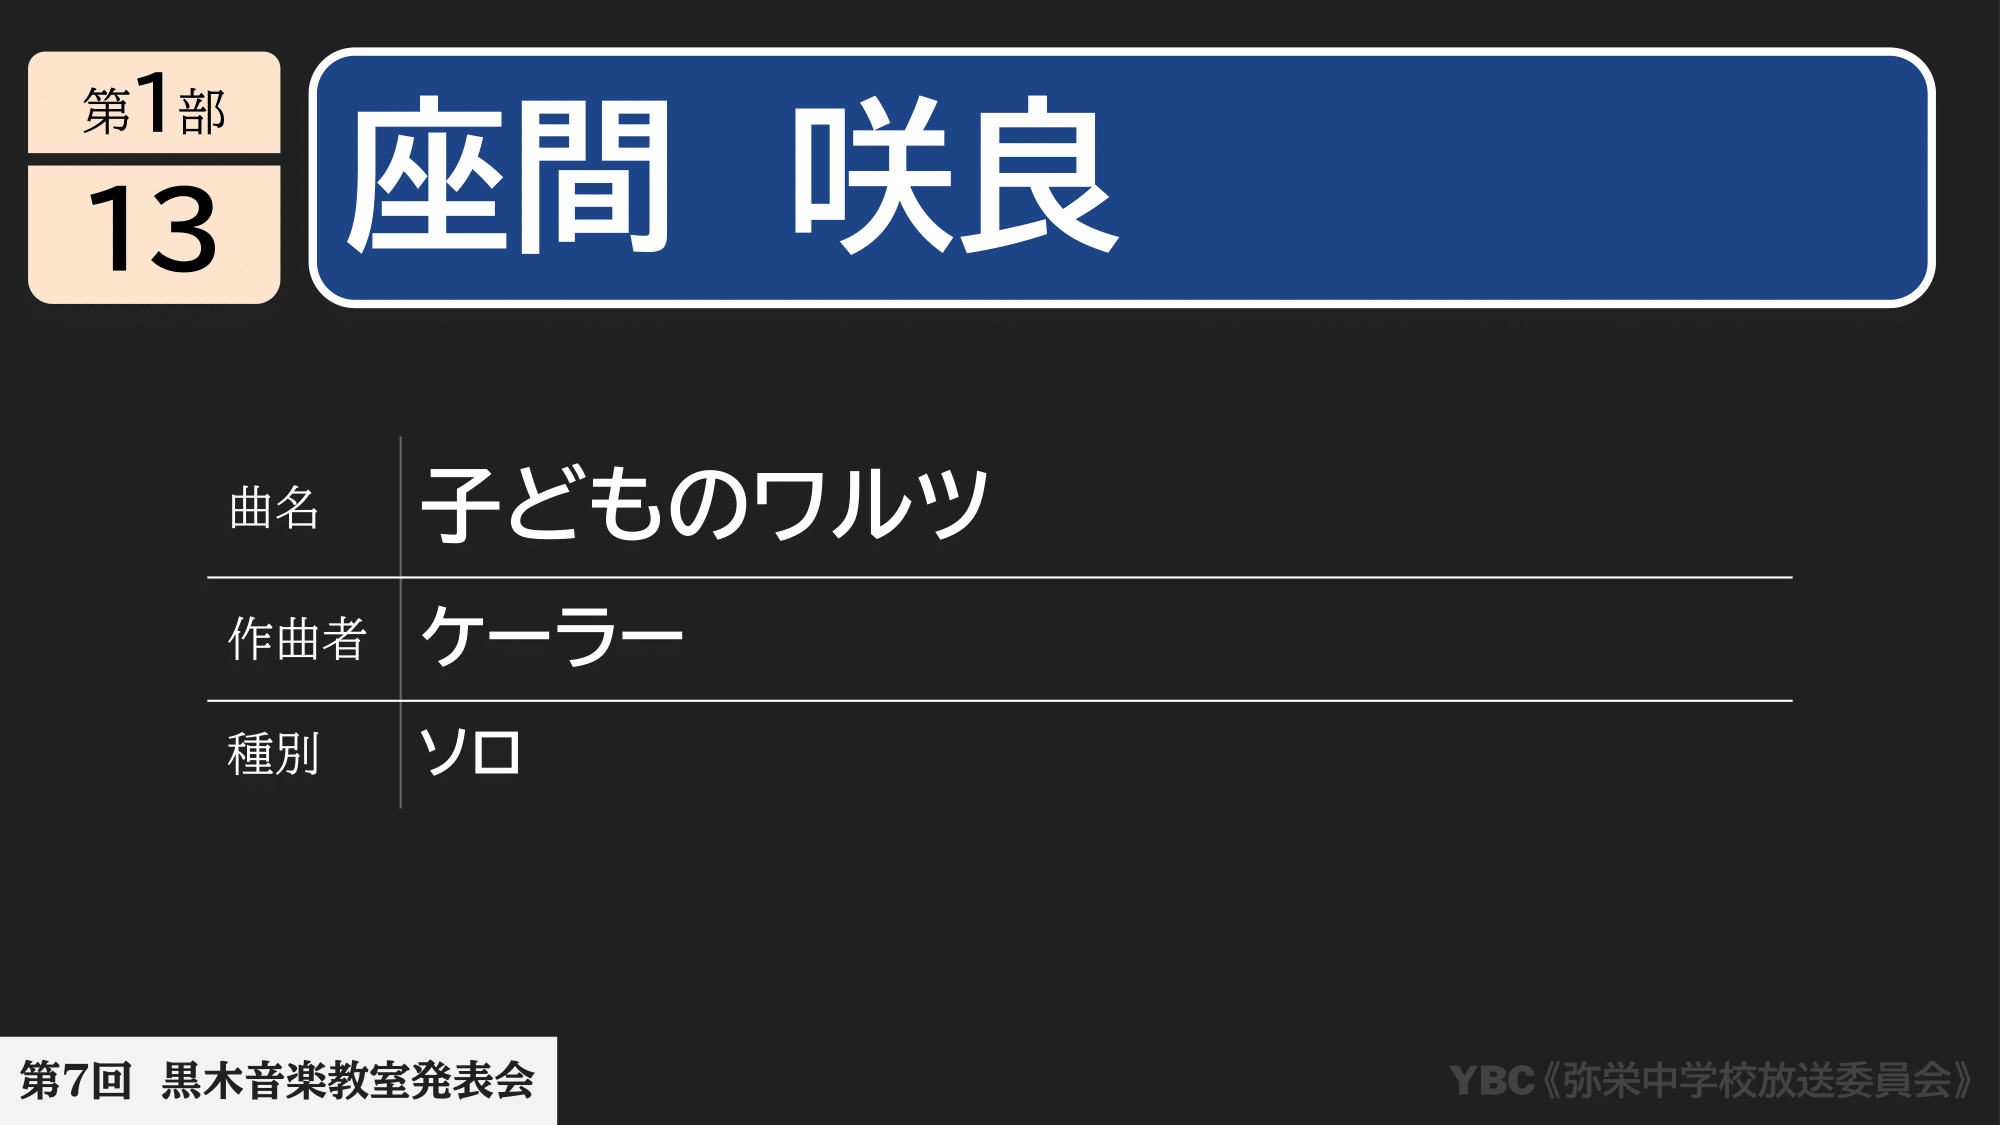 第1部
13
座間 咲良
曲名 子どものワルツ
作曲者 ケーラー
種別 ソロ
第7回 黒木音楽教室発表会
YBC《弥栄中学校放送委員会》